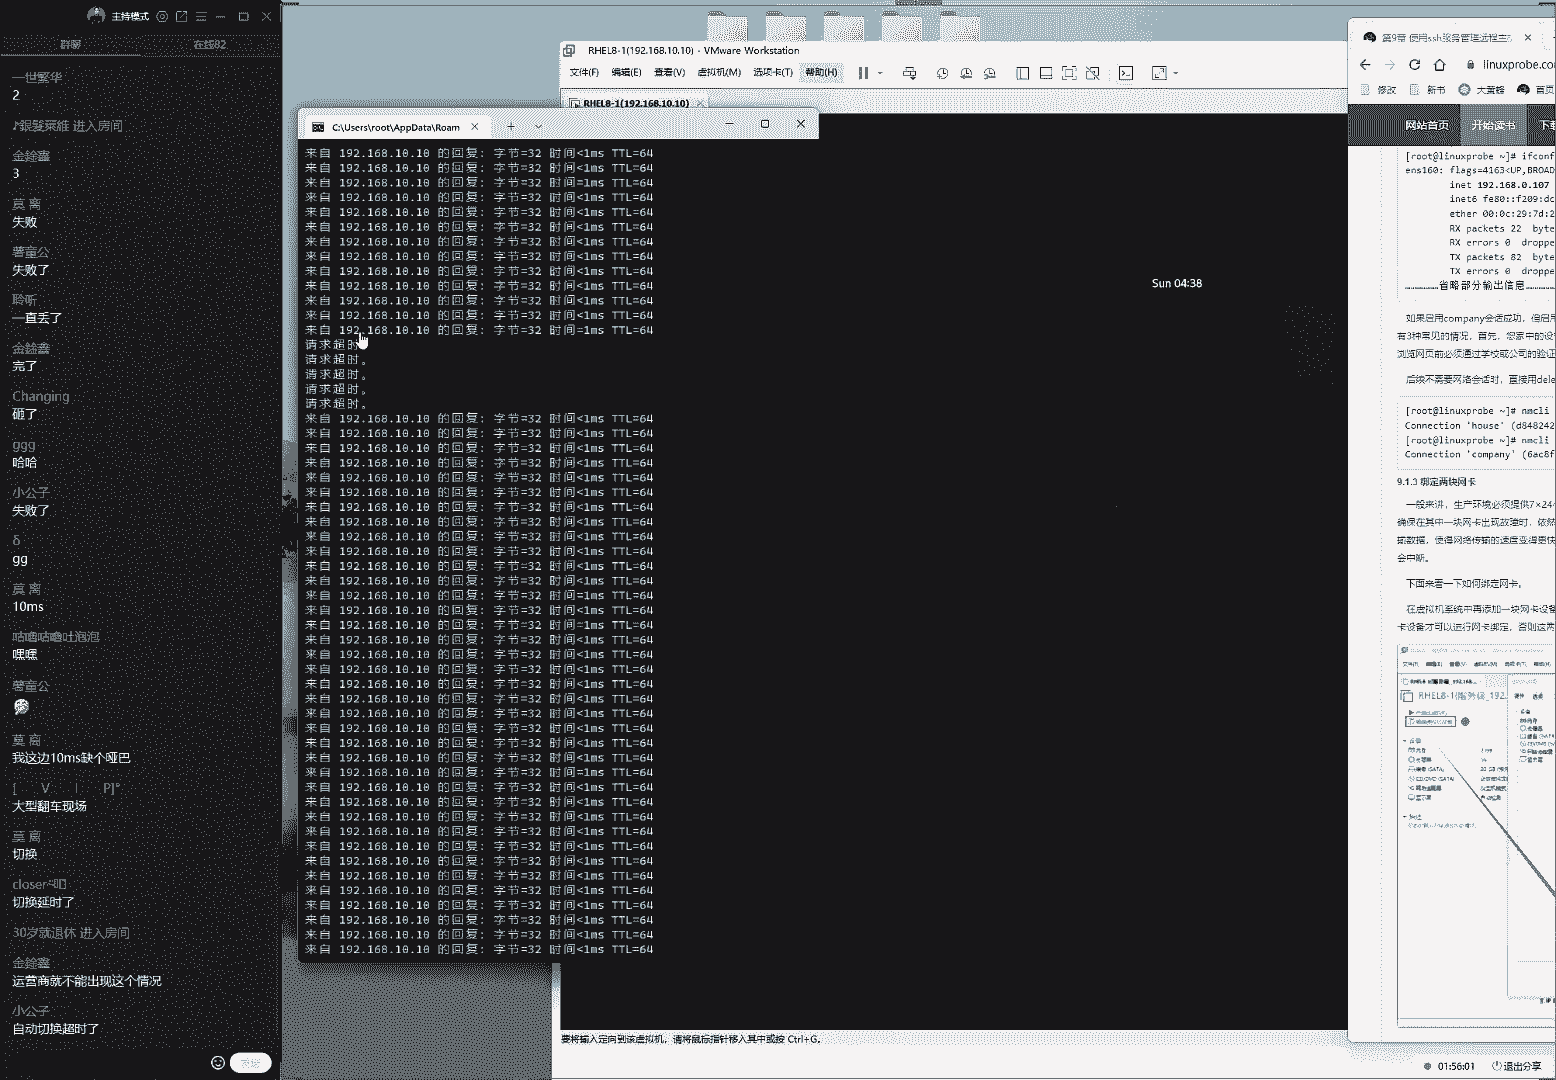 主持模式
群聊
在线82
一世繁华
2
进入房间
3
莫 离
失败
薯童公
失败了
聆听
一直丢了
完了
Changing
砸了
ggg
哈哈
小公子
失败了
δ
gg
莫 离
10ms
咕噜咕噜吐泡泡
嘿嘿
薯童公
莫 离
我这边10ms缺个哑巴
[ V | P]°
大型翻车现场
莫 离
切换
切换延时了
30岁就退休 进入房间
运营商就不能出现这个情况
小公子
自动切换超时了
发送
C:\Users\root\AppData\Roam
来自 192.168.10.10 的回复: 字节=32 时间<1ms TTL=64
来自 192.168.10.10 的回复: 字节=32 时间<1ms TTL=64
来自 192.168.10.10 的回复: 字节=32 时间<1ms TTL=64
来自 192.168.10.10 的回复: 字节=32 时间<1ms TTL=64
来自 192.168.10.10 的回复: 字节=32 时间<1ms TTL=64
来自 192.168.10.10 的回复: 字节=32 时间<1ms TTL=64
来自 192.168.10.10 的回复: 字节=32 时间<1ms TTL=64
来自 192.168.10.10 的回复: 字节=32 时间<1ms TTL=64
来自 192.168.10.10 的回复: 字节=32 时间<1ms TTL=64
来自 192.168.10.10 的回复: 字节=32 时间<1ms TTL=64
来自 192.168.10.10 的回复: 字节=32 时间<1ms TTL=64
来自 192.168.10.10 的回复: 字节=32 时间<1ms TTL=64
来自 192.168.10.10 的回复: 字节=32 时间=1ms TTL=64
请求超时
请求超时。
请求超时。
请求超时。
请求超时。
来自 192.168.10.10 的回复: 字节=32 时间<1ms TTL=64
来自 192.168.10.10 的回复: 字节=32 时间<1ms TTL=64
来自 192.168.10.10 的回复: 字节=32 时间<1ms TTL=64
来自 192.168.10.10 的回复: 字节=32 时间<1ms TTL=64
来自 192.168.10.10 的回复: 字节=32 时间<1ms TTL=64
来自 192.168.10.10 的回复: 字节=32 时间<1ms TTL=64
来自 192.168.10.10 的回复: 字节=32 时间<1ms TTL=64
来自 192.168.10.10 的回复: 字节=32 时间<1ms TTL=64
来自 192.168.10.10 的回复: 字节=32 时间<1ms TTL=64
来自 192.168.10.10 的回复: 字节=32 时间<1ms TTL=64
来自 192.168.10.10 的回复: 字节=32 时间<1ms TTL=64
来自 192.168.10.10 的回复: 字节=32 时间<1ms TTL=64
来自 192.168.10.10 的回复: 字节=32 时间=1ms TTL=64
来自 192.168.10.10 的回复: 字节=32 时间<1ms TTL=64
来自 192.168.10.10 的回复: 字节=32 时间=1ms TTL=64
来自 192.168.10.10 的回复: 字节=32 时间<1ms TTL=64
来自 192.168.10.10 的回复: 字节=32 时间<1ms TTL=64
来自 192.168.10.10 的回复: 字节=32 时间<1ms TTL=64
来自 192.168.10.10 的回复: 字节=32 时间<1ms TTL=64
来自 192.168.10.10 的回复: 字节=32 时间<1ms TTL=64
来自 192.168.10.10 的回复: 字节=32 时间<1ms TTL=64
来自 192.168.10.10 的回复: 字节=32 时间<1ms TTL=64
来自 192.168.10.10 的回复: 字节=32 时间<1ms TTL=64
来自 192.168.10.10 的回复: 字节=32 时间<1ms TTL=64
来自 192.168.10.10 的回复: 字节=32 时间=1ms TTL=64
来自 192.168.10.10 的回复: 字节=32 时间<1ms TTL=64
来自 192.168.10.10 的回复: 字节=32 时间<1ms TTL=64
来自 192.168.10.10 的回复: 字节=32 时间<1ms TTL=64
来自 192.168.10.10 的回复: 字节=32 时间<1ms TTL=64
来自 192.168.10.10 的回复: 字节=32 时间<1ms TTL=64
来自 192.168.10.10 的回复: 字节=32 时间<1ms TTL=64
来自 192.168.10.10 的回复: 字节=32 时间<1ms TTL=64
来自 192.168.10.10 的回复: 字节=32 时间<1ms TTL=64
来自 192.168.10.10 的回复: 字节=32 时间<1ms TTL=64
来自 192.168.10.10 的回复: 字节=32 时间<1ms TTL=64
来自 192.168.10.10 的回复: 字节=32 时间<1ms TTL=64
来自 192.168.10.10 的回复: 字节=32 时间<1ms TTL=64
RHEL8-1(192.168.10.10) - VMware Workstation
文件(F) 编辑(E) 查看(V) 虚拟机(M) 选项卡(T) 帮助(H)
RHEL8-1(192.168.10.10)
Sun 04:38
要将输入定向到该虚拟机，请将鼠标指针移入其中或按 Ctrl+G。
第9章 使用ssh服务管理远程主
linuxprobe.co
修改 新书 大黄蜂 首页
网站首页 开始读书 下载
[root@linuxprobe ~]# ifconf
ens160: flags=4163<UP,BROAD
inet 192.168.0.107
inet6 fe80::f209:dc
ether 00:0c:29:7d:2
RX packets 22 byte
RX errors 0 droppe
TX packets 82 byte
TX errors 0 droppe
………………省略部分输出信息………
如果启用company会话成功，但启用
有3种常见的情况。首先，您家中的设
浏览网页前必须通过学校或公司的验证
后续不需要网络会话时，直接用dele
[root@linuxprobe ~]# nmcli
Connection 'house' (d848242
[root@linuxprobe ~]# nmcli
Connection 'company' (6ac8f
9.1.3 绑定两块网卡
一般来讲，生产环境必须提供7×24
确保在其中一块网卡出现故障时，依然
输数据，使得网络传输的速度变得更快
会中断。
下面来看一下如何绑定网卡。
在虚拟机系统中再添加一块网卡设备
卡设备才可以运行网卡绑定，否则这两
01:56:01 退出分享